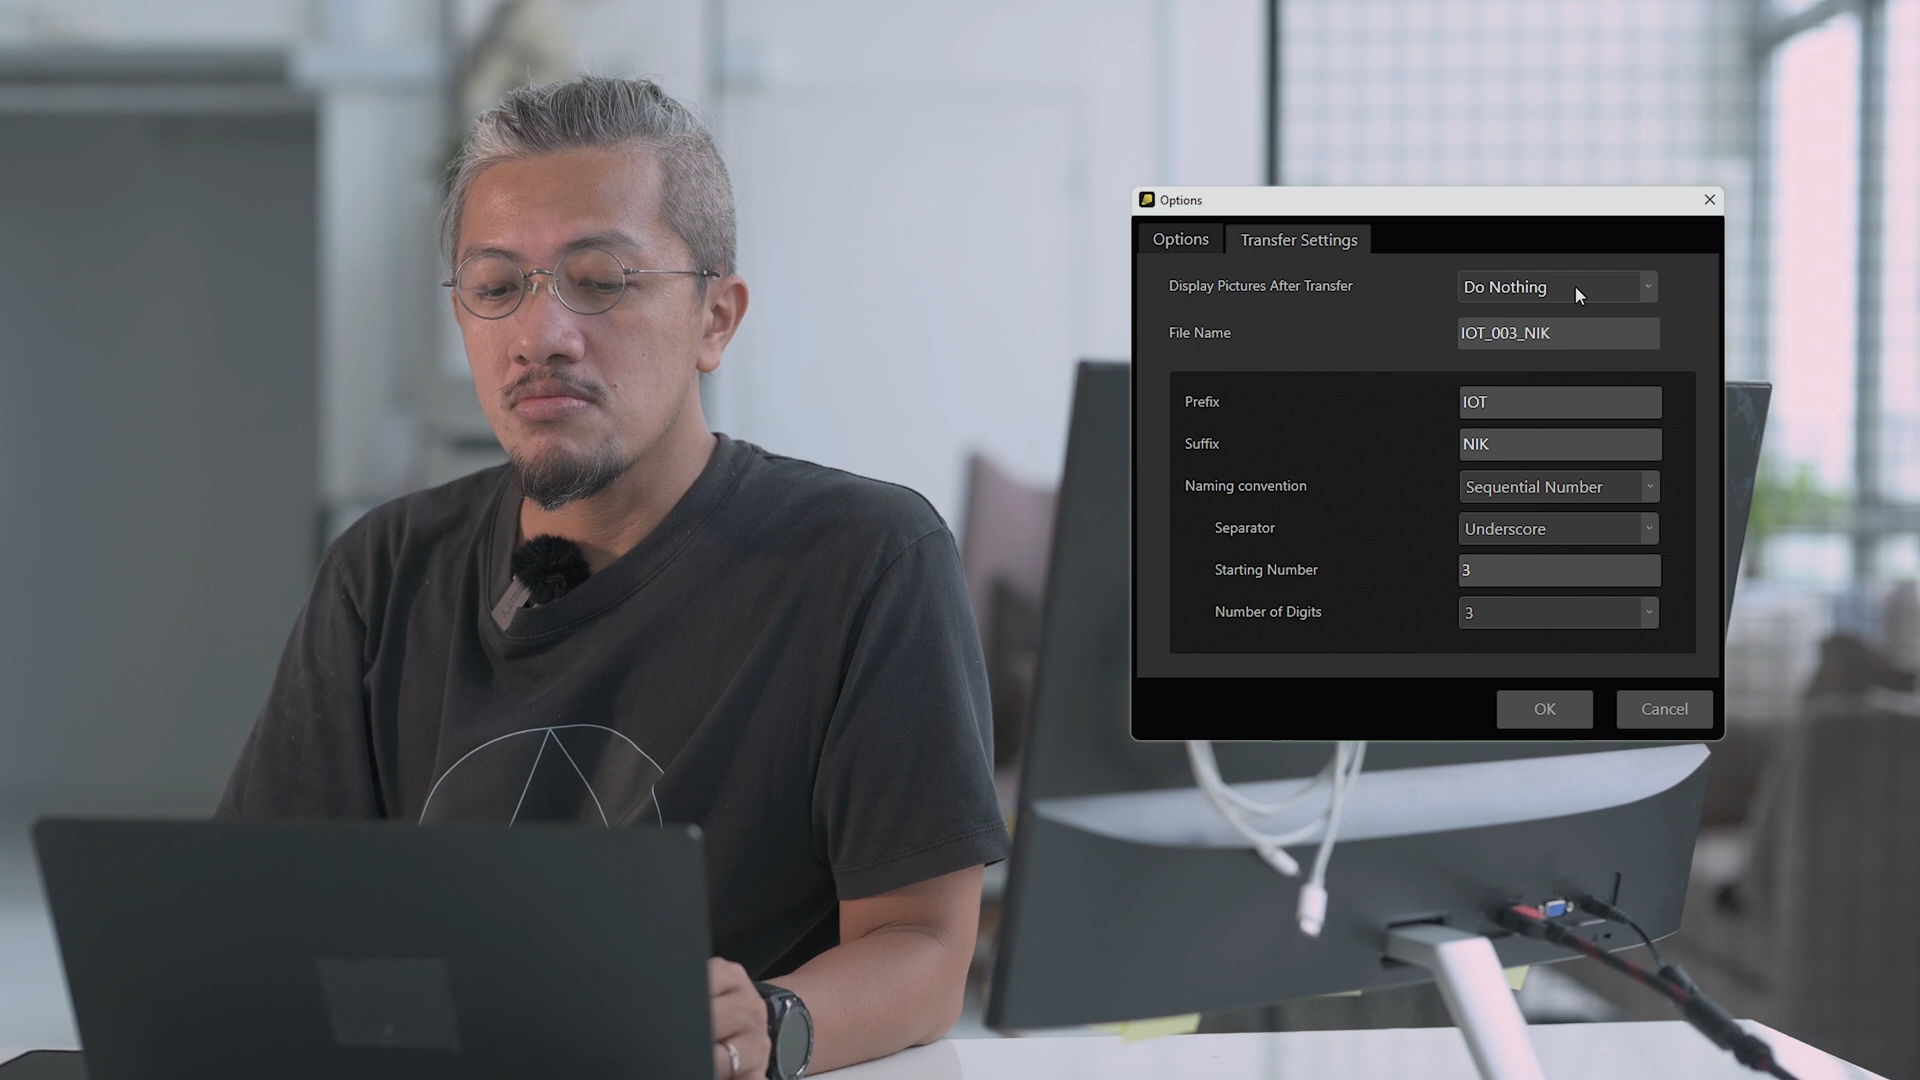 Options
Options
Transfer Settings
Display Pictures After Transfer
Do Nothing
File Name
IOT_003_NIK
Prefix
IOT
Suffix
NIK
Naming convention
Sequential Number
Separator
Underscore
Starting Number
3
Number of Digits
3
OK
Cancel